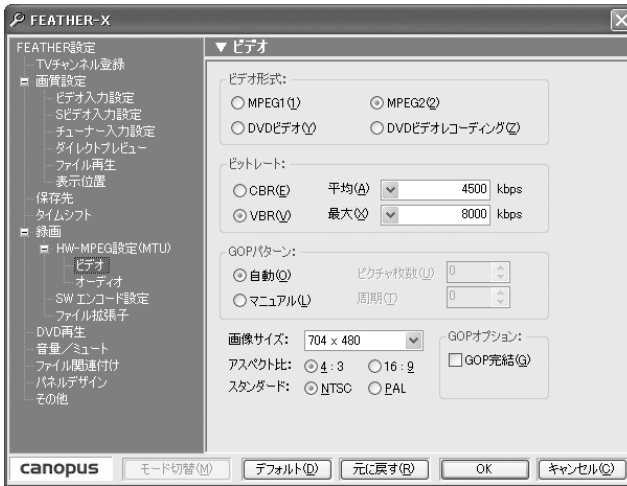 FEATHER-X
FEATHER設定
TVチャンネル登録
画質設定
ビデオ入力設定
Sビデオ入力設定
チューナー入力設定
ダイレクトプレビュー
ファイル再生
表示位置
保存先
タイムシフト
録画
HW-MPEG設定(MTU)
ビデオ
オーディオ
SW エンコード設定
ファイル拡張子
DVD再生
音量／ミュート
ファイル関連付け
パネルデザイン
その他
▼ ビデオ
ビデオ形式:
MPEG1(1) MPEG2(2)
DVDビデオ(Y) DVDビデオレコーディング(Z)
ビットレート:
CBR(E) 平均(A) 4500 kbps
VBR(V) 最大(X) 8000 kbps
GOPパターン:
自動(O) ピクチャ枚数(U) 0
マニュアル(L) 周期(T) 0
画像サイズ: 704 x 480
アスペクト比: 4:3 16:9
スタンダード: NTSC PAL
GOPオプション:
GOP完結(G)
canopus モード切替(M) デフォルト(D) 元に戻す(R) OK キャンセル(C)